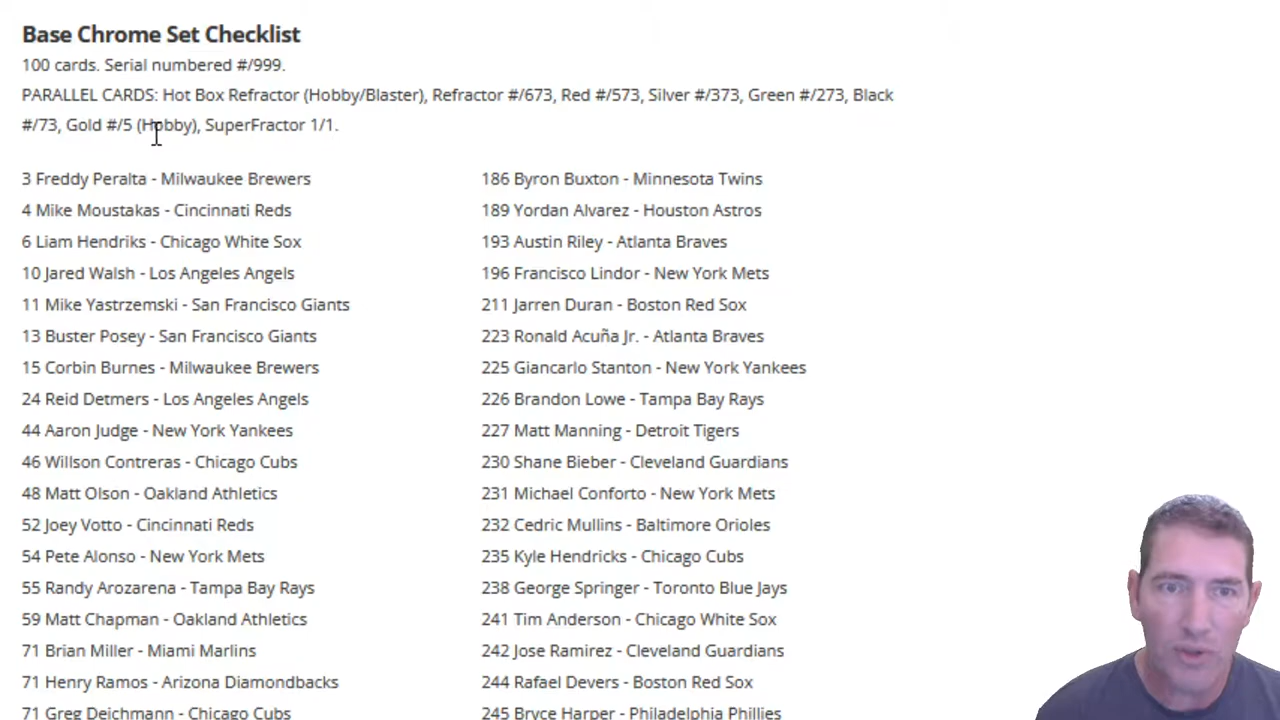 Base Chrome Set Checklist
100 cards. Serial numbered #/999.
PARALLEL CARDS: Hot Box Refractor (Hobby/Blaster), Refractor #/673, Red #/573, Silver #/373, Green #/273, Black
#/73, Gold #/5 (Hobby), SuperFractor 1/1.
3 Freddy Peralta - Milwaukee Brewers
4 Mike Moustakas - Cincinnati Reds
6 Liam Hendriks - Chicago White Sox
10 Jared Walsh - Los Angeles Angels
11 Mike Yastrzemski - San Francisco Giants
13 Buster Posey - San Francisco Giants
15 Corbin Burnes - Milwaukee Brewers
24 Reid Detmers - Los Angeles Angels
44 Aaron Judge - New York Yankees
46 Willson Contreras - Chicago Cubs
48 Matt Olson - Oakland Athletics
52 Joey Votto - Cincinnati Reds
54 Pete Alonso - New York Mets
55 Randy Arozarena - Tampa Bay Rays
59 Matt Chapman - Oakland Athletics
71 Brian Miller - Miami Marlins
71 Henry Ramos - Arizona Diamondbacks
71 Greg Deichmann - Chicago Cubs
186 Byron Buxton - Minnesota Twins
189 Yordan Alvarez - Houston Astros
193 Austin Riley - Atlanta Braves
196 Francisco Lindor - New York Mets
211 Jarren Duran - Boston Red Sox
223 Ronald Acuña Jr. - Atlanta Braves
225 Giancarlo Stanton - New York Yankees
226 Brandon Lowe - Tampa Bay Rays
227 Matt Manning - Detroit Tigers
230 Shane Bieber - Cleveland Guardians
231 Michael Conforto - New York Mets
232 Cedric Mullins - Baltimore Orioles
235 Kyle Hendricks - Chicago Cubs
238 George Springer - Toronto Blue Jays
241 Tim Anderson - Chicago White Sox
242 Jose Ramirez - Cleveland Guardians
244 Rafael Devers - Boston Red Sox
245 Bryce Harper - Philadelphia Phillies